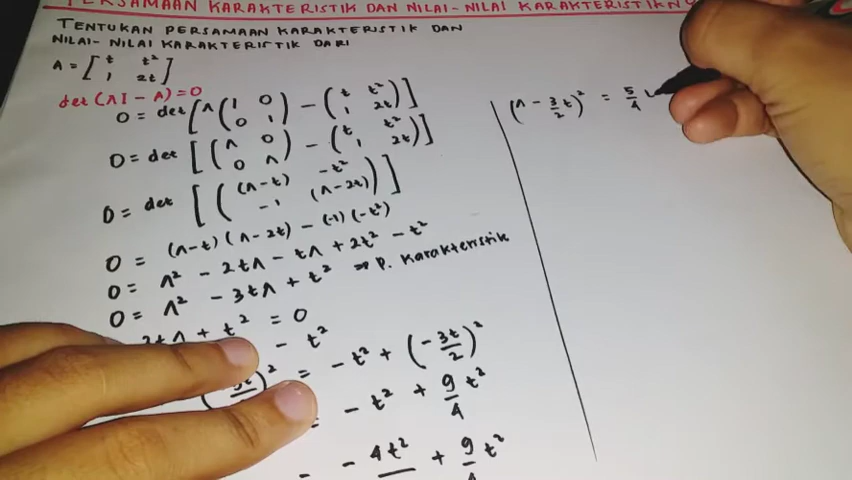 PERSAMAAN KARAKTERISTIK DAN NILAI-NILAI KARAKTERISTIKN
TENTUKAN PERSAMAAN KARAKTERISTIK DAN
NILAI-NILAI KARAKTERISTIK DARI
A = [t t² ; 1 2t]
det (λI - A) = 0
0 = det [λ(1 0 ; 0 1) - (t t² ; 1 2t)]
0 = det [(λ 0 ; 0 λ) - (t t² ; 1 2t)]
0 = det [((λ-t) -t² ; -1 (λ-2t))]
0 = (λ-t)(λ-2t) - (-1)(-t²)
0 = λ² - 2tλ - tλ + 2t² - t²
0 = λ² - 3tλ + t² ⇒ P. Karakteristik
3tλ + t² = 0
- t²
)² = -t² + (-3t/2)²
= - t² + 9/4 t²
= - 4t² + 9/4 t²
(λ - 3/2 t)² = 5/4